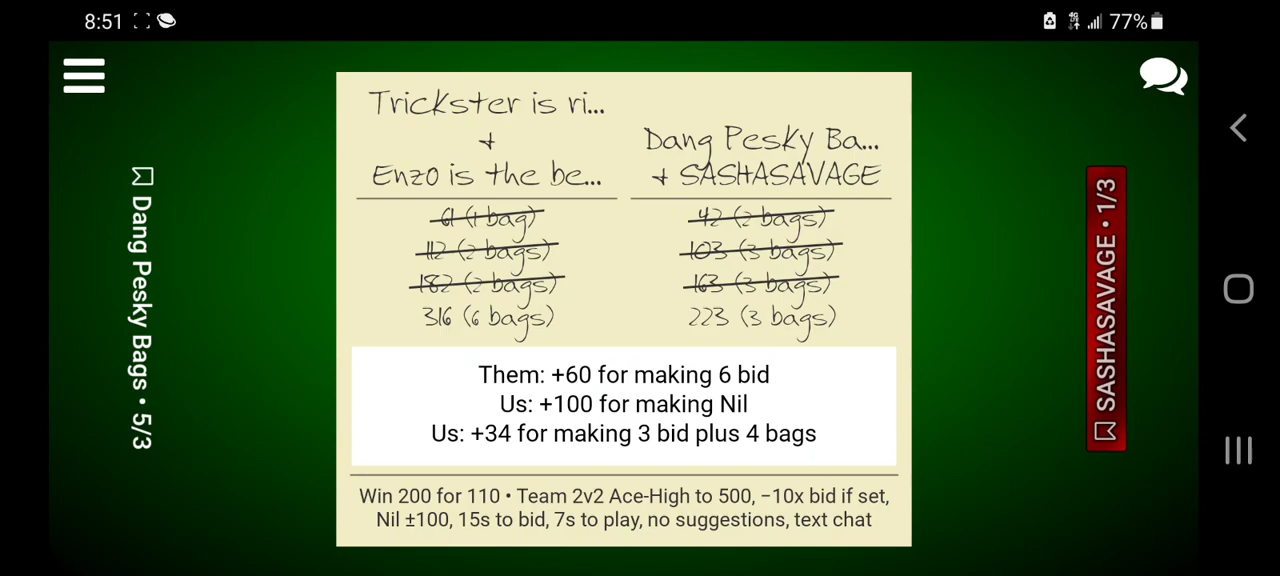 8:51
77%
Trickster is ri...
+
Enzo is the be...
Dang Pesky Ba...
+ SASHASAVAGE
61 (1 bag)
112 (2 bags)
182 (2 bags)
316 (6 bags)
42 (2 bags)
103 (3 bags)
163 (3 bags)
223 (3 bags)
Them: +60 for making 6 bid
Us: +100 for making Nil
Us: +34 for making 3 bid plus 4 bags
Win 200 for 110 • Team 2v2 Ace-High to 500, −10x bid if set,
Nil ±100, 15s to bid, 7s to play, no suggestions, text chat
Dang Pesky Bags • 5/3
SASHASAVAGE • 1/3